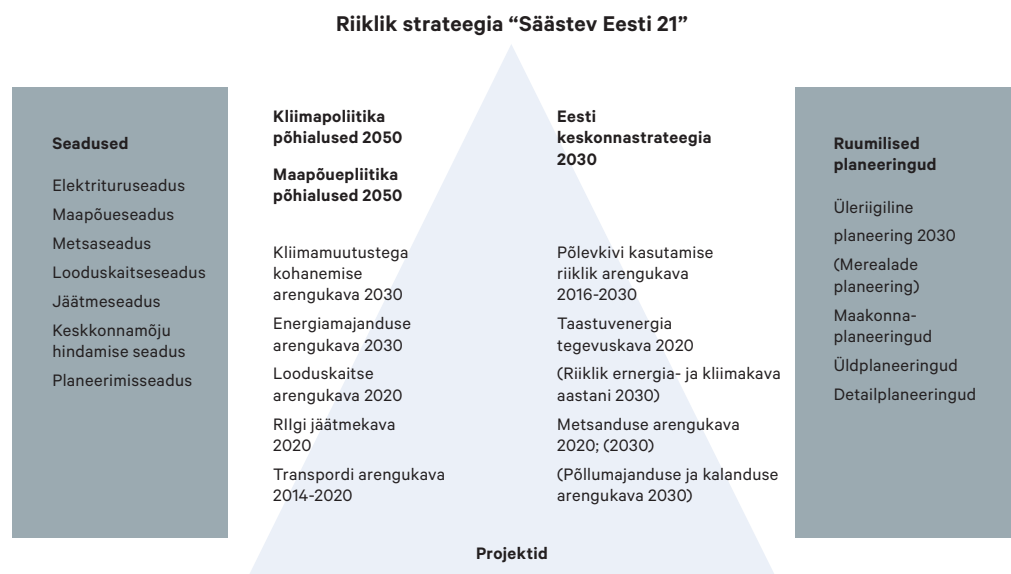 Riiklik strateegia “Säästev Eesti 21”
Seadused
Elektrituruseadus
Maapõueseadus
Metsaseadus
Looduskaitseseadus
Jäätmeseadus
Keskkonnamõju
hindamise seadus
Planeerimisseadus
Kliimapoliitika
põhialused 2050
Maapõuepliitika
põhialused 2050
Kliimamuutustega
kohanemise
arengukava 2030
Energiamajanduse
arengukava 2030
Looduskaitse
arengukava 2020
RIIgi jäätmekava
2020
Transpordi arengukava
2014-2020
Eesti
keskonnastrateegia
2030
Põlevkivi kasutamise
riiklik arengukava
2016-2030
Taastuvenergia
tegevuskava 2020
(Riiklik ernergia- ja kliimakava
aastani 2030)
Metsanduse arengukava
2020; (2030)
(Põllumajanduse ja kalanduse
arengukava 2030)
Projektid
Ruumilised
planeeringud
Üleriigiline
planeering 2030
(Merealade
planeering)
Maakonna-
planeeringud
Üldplaneeringud
Detailplaneeringud